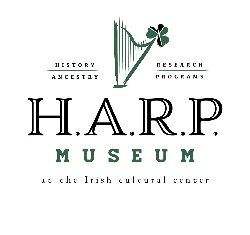 HISTORY RESEARCH
ANCESTRY PROGRAMS
H.A.R.P.
MUSEUM
at the Irish cultural center